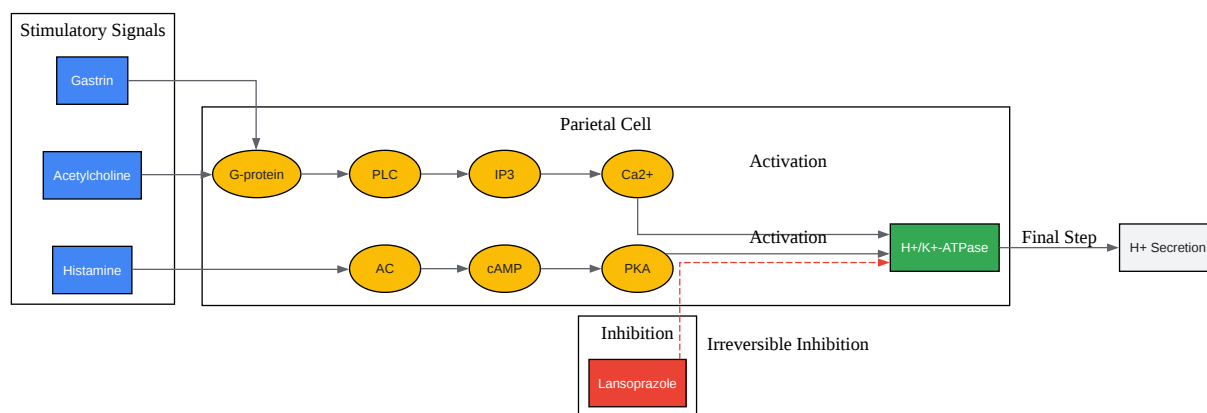 Stimulatory Signals
Gastrin
Acetylcholine
Histamine
Parietal Cell
G-protein
PLC
IP3
Ca2+
Activation
AC
cAMP
PKA
Activation
H+/K+-ATPase
Final Step
H+ Secretion
Inhibition
Irreversible Inhibition
Lansoprazole